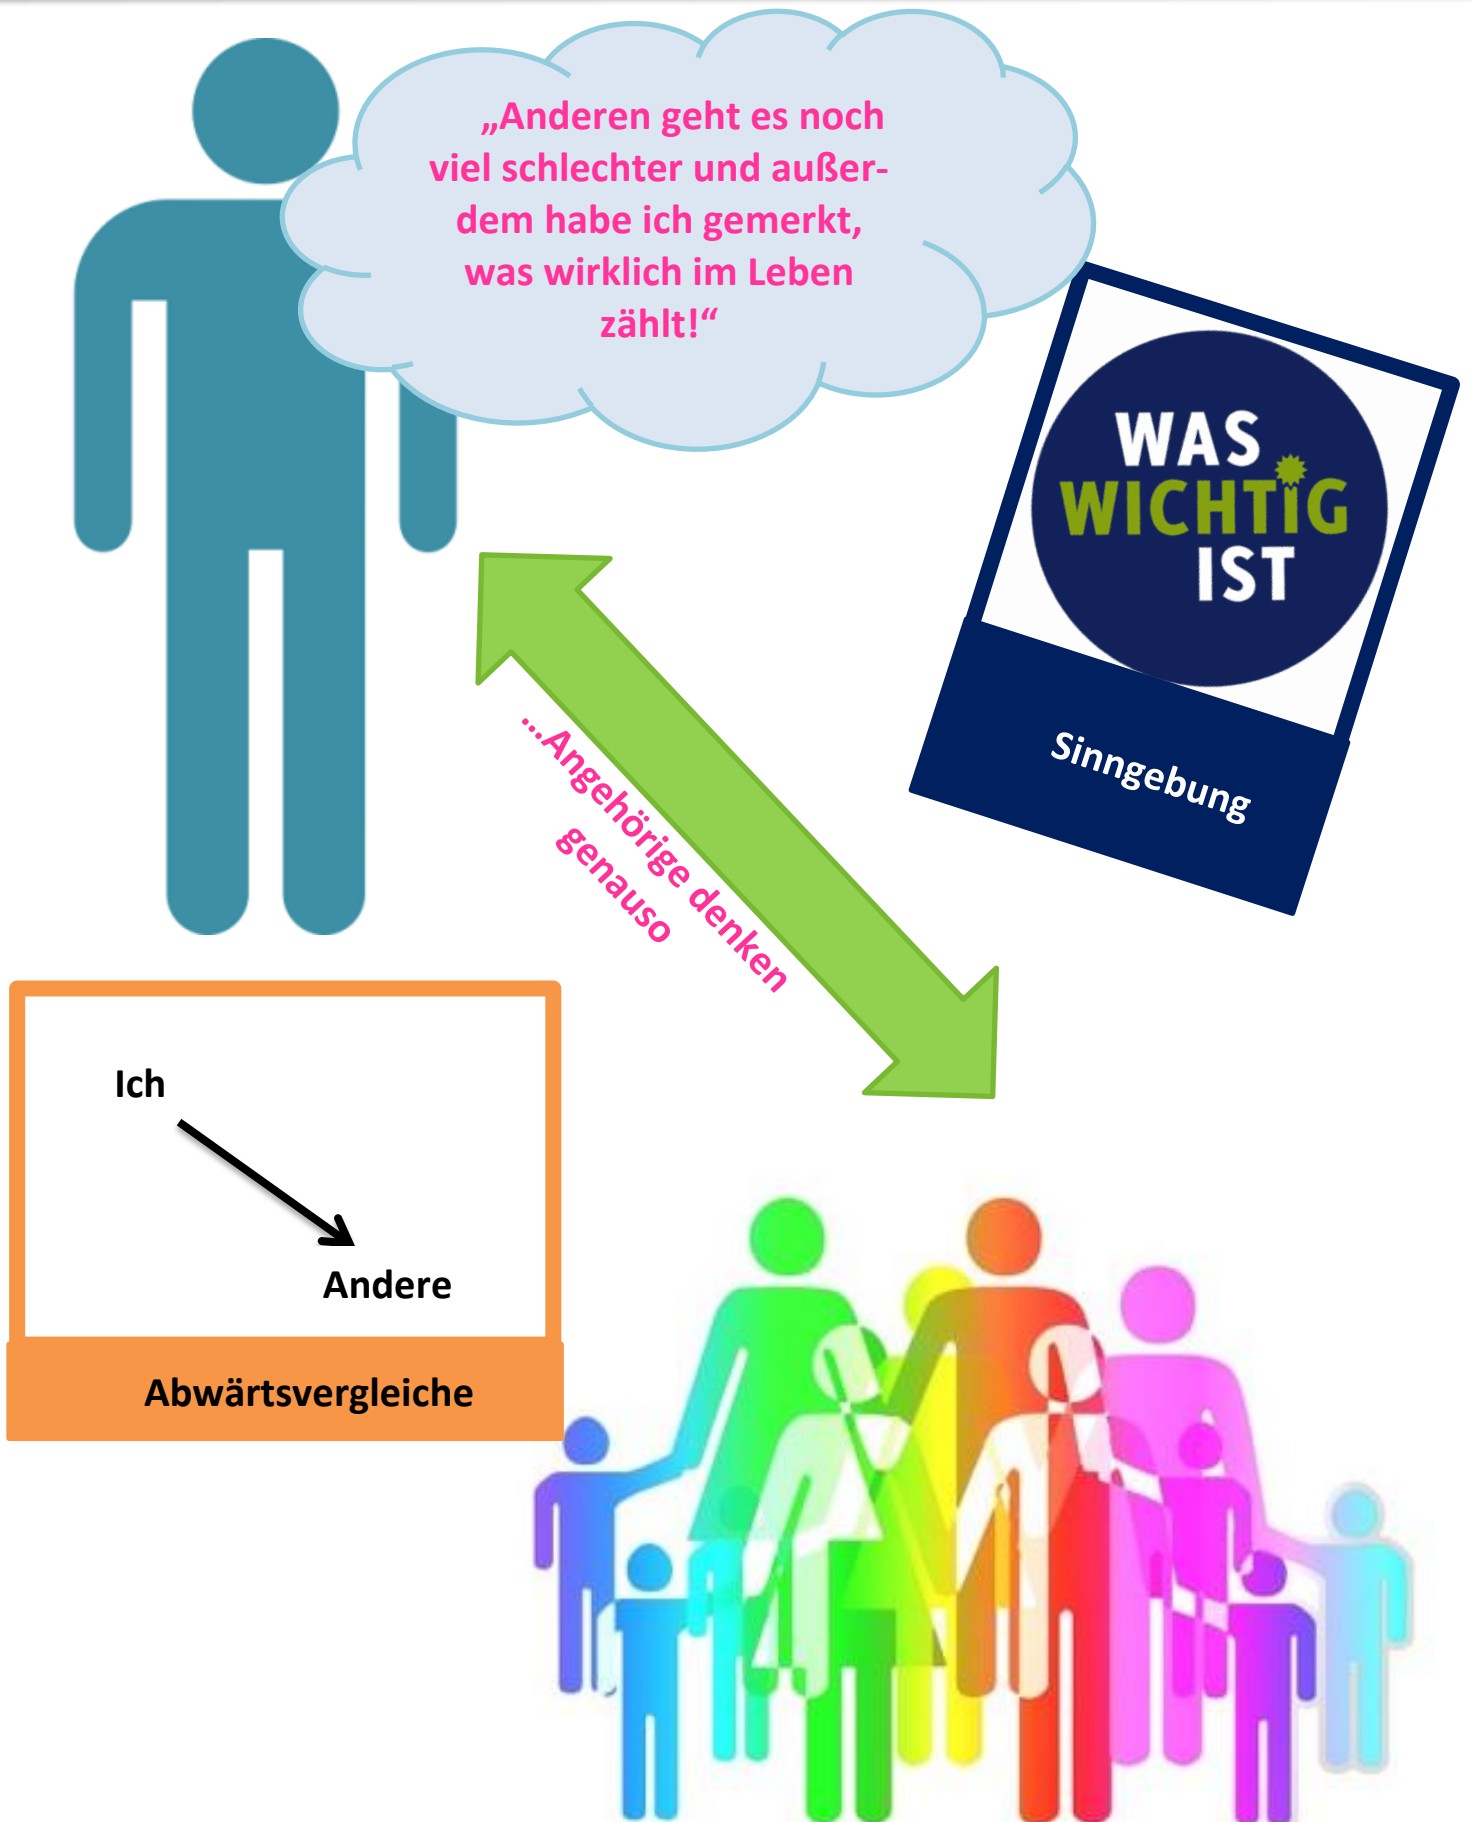 „Anderen geht es noch
viel schlechter und außer-
dem habe ich gemerkt,
was wirklich im Leben
zählt!“
WAS
WICHTIG
IST
Sinngebung
...Angehörige denken
genauso
Ich
Andere
Abwärtsvergleiche